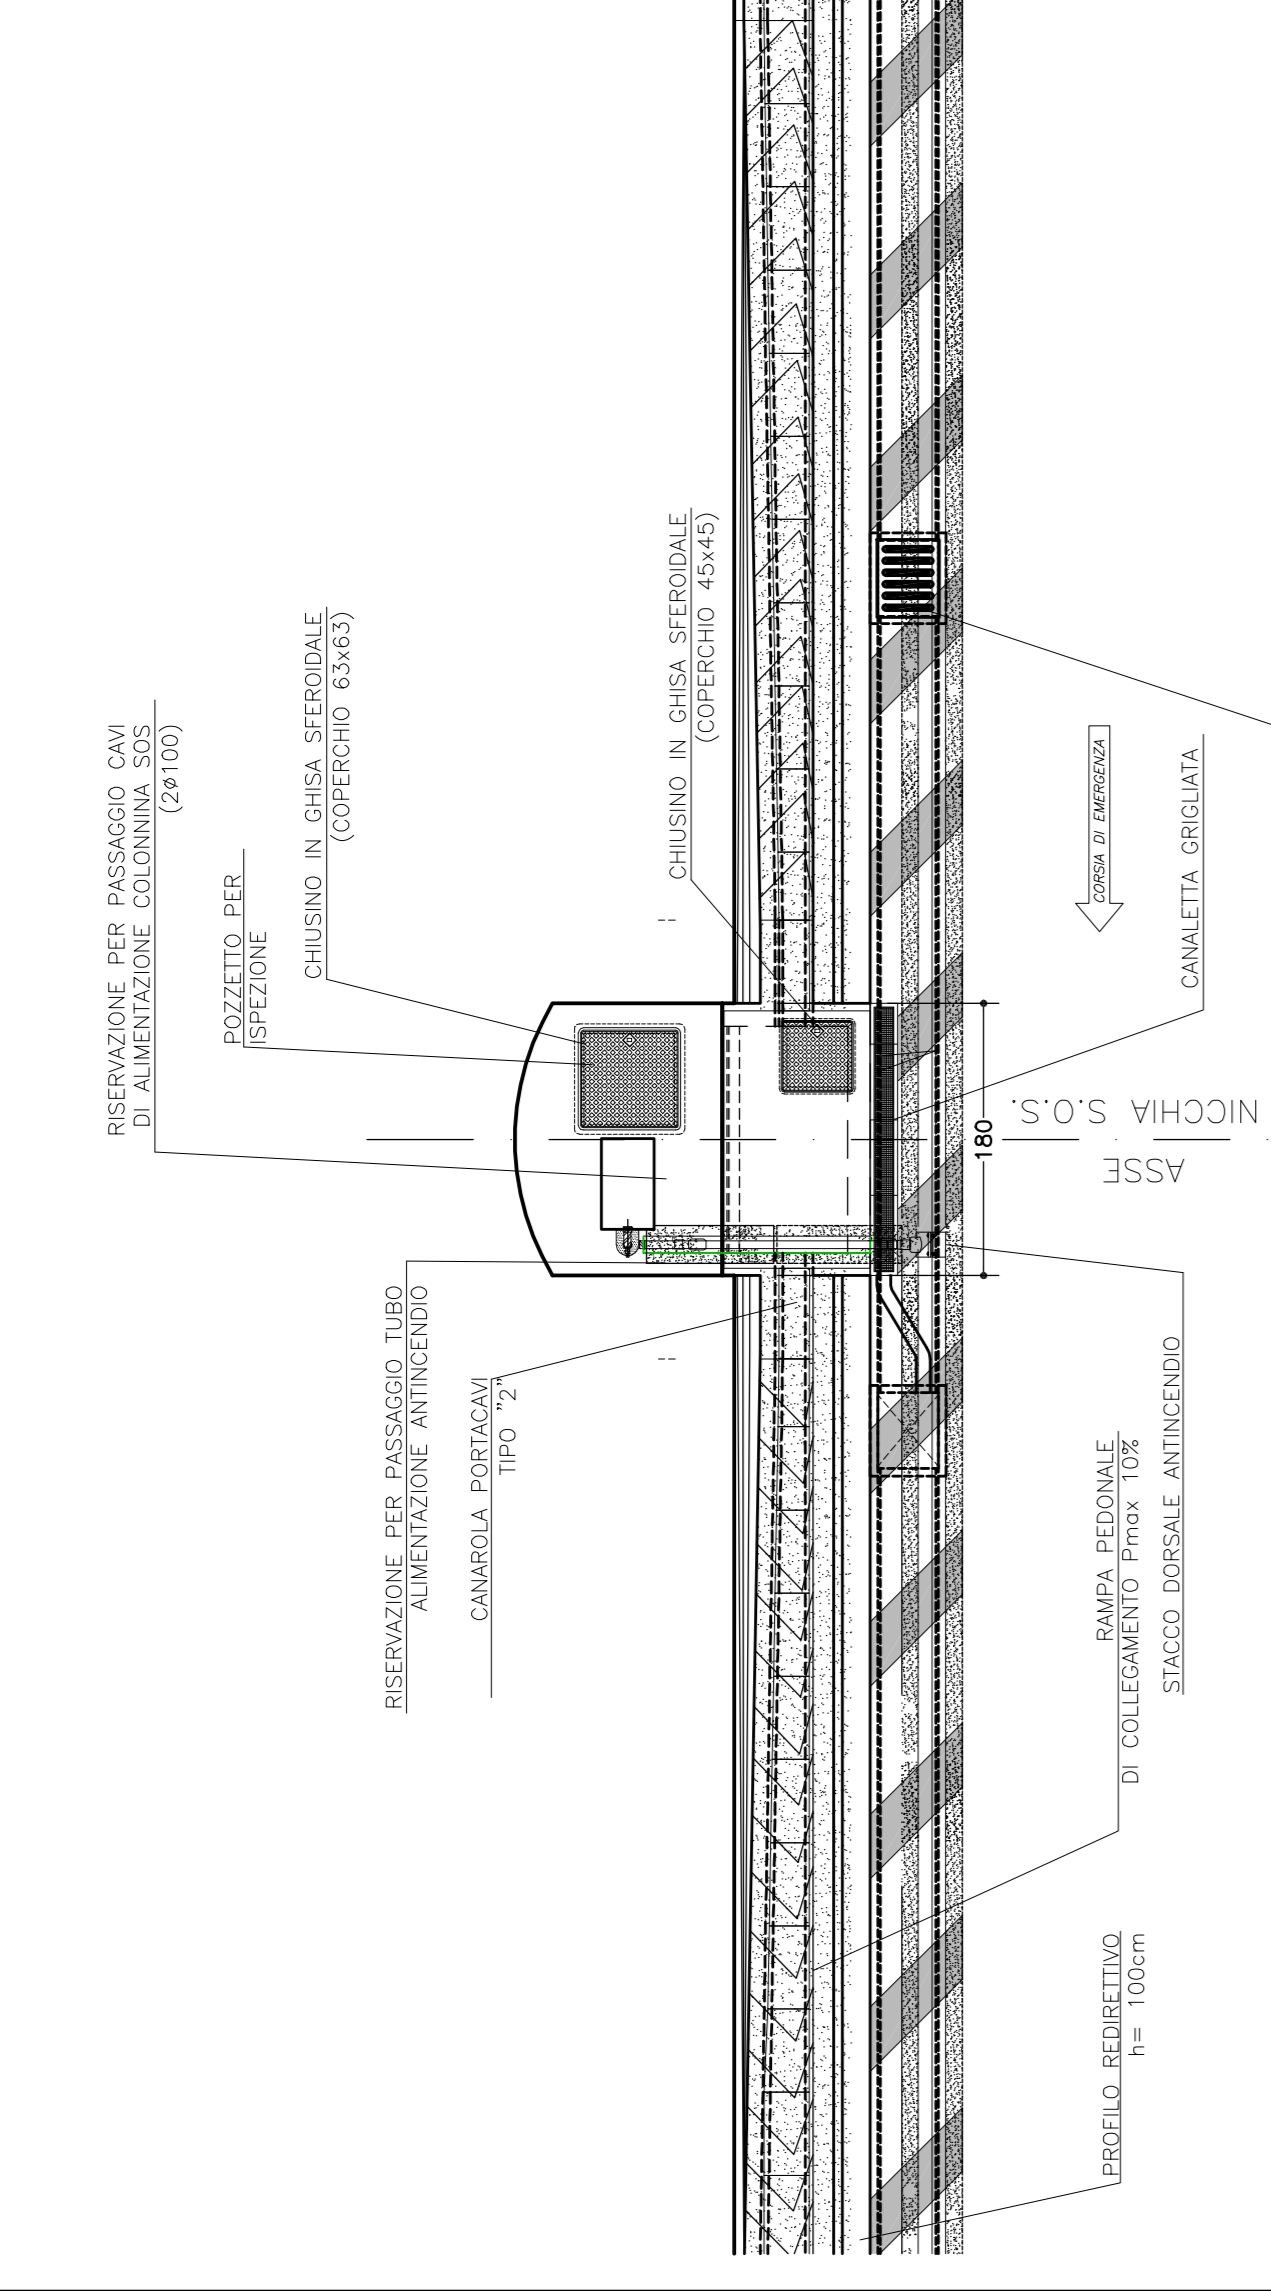 RISERVAZIONE PER PASSAGGIO CAVI
DI ALIMENTAZIONE COLONNINA SOS
(2ø100)
POZZETTO PER
ISPEZIONE
CHIUSINO IN GHISA SFEROIDALE
(COPERCHIO 63x63)
CHIUSINO IN GHISA SFEROIDALE
(COPERCHIO 45x45)
RISERVAZIONE PER PASSAGGIO TUBO
ALIMENTAZIONE ANTINCENDIO
CANAROLA PORTACAVI
TIPO "2"
180
ASSE
NICCHIA S.O.S.
CORSIA DI EMERGENZA
CANALETTA GRIGLIATA
RAMPA PEDONALE
DI COLLEGAMENTO Pmax 10%
STACCO DORSALE ANTINCENDIO
PROFILO REDIRETTIVO
h= 100cm